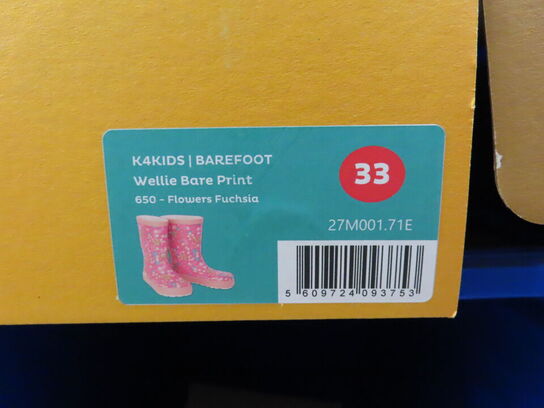 K4KIDS | BAREFOOT
Wellie Bare Print
650 - Flowers Fuchsia
33
27M001.71E
5 609724 093753